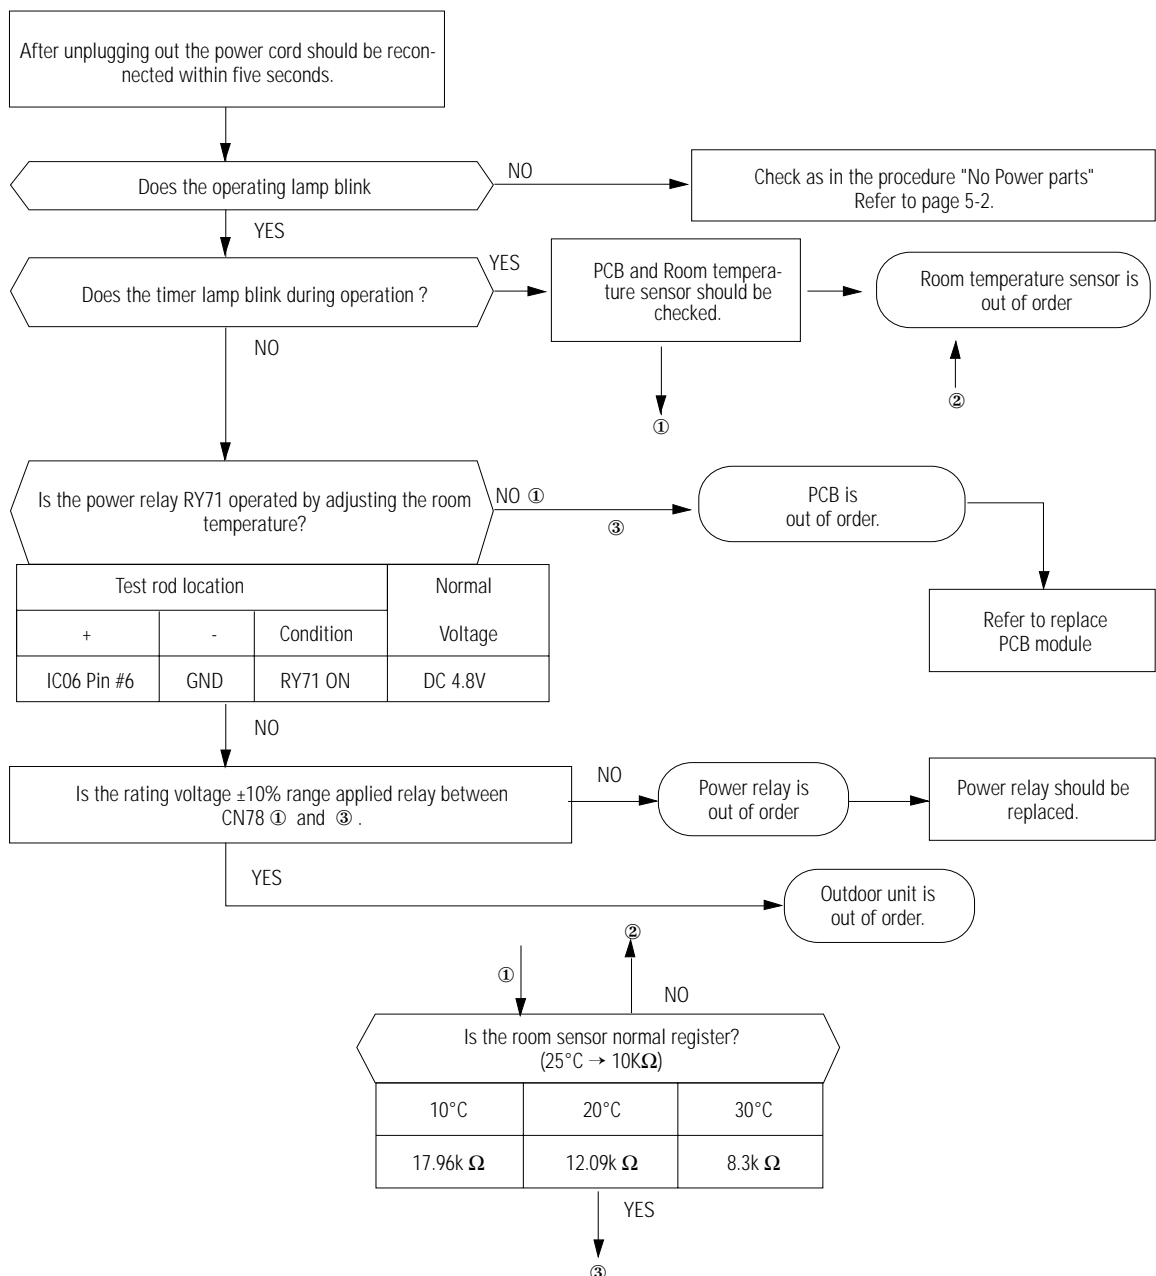 After unplugging out the power cord should be recon-
nected within five seconds.
Does the operating lamp blink
NO
Check as in the procedure "No Power parts"
Refer to page 5-2.
YES
Does the timer lamp blink during operation ?
YES
PCB and Room tempera-
ture sensor should be
checked.
Room temperature sensor is
out of order
NO
①
②
Is the power relay RY71 operated by adjusting the room
temperature?
NO ①
③
PCB is
out of order.
Refer to replace
PCB module
Test rod location
Normal
+
-
Condition
Voltage
IC06 Pin #6
GND
RY71 ON
DC 4.8V
NO
Is the rating voltage ±10% range applied relay between
CN78 ① and ③ .
NO
Power relay is
out of order
Power relay should be
replaced.
YES
Outdoor unit is
out of order.
②
①
NO
Is the room sensor normal register?
(25°C → 10KΩ)
10°C
20°C
30°C
17.96k Ω
12.09k Ω
8.3k Ω
YES
③